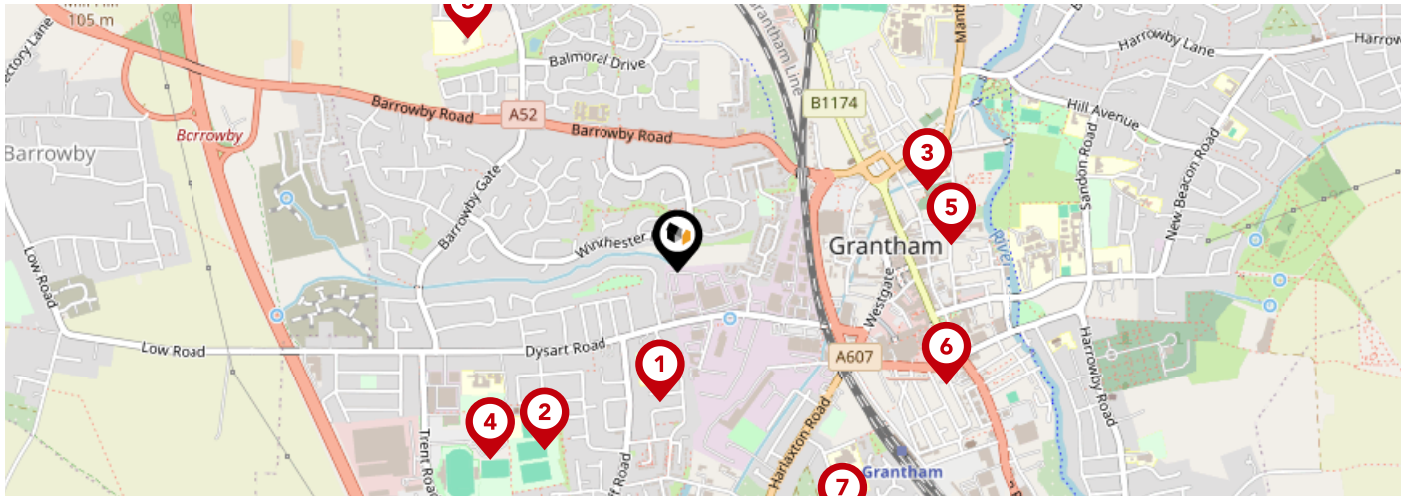 105 m
Rectory Lane
Barrowby
Barrowby
Low Road
Low Road
Barrowby Road
A52
Barrowby Road
Balmoral Drive
Barrowby Gate
Winchester
Grantham Line
B1174
Harrowby Lane
Hill Avenue
Sandon Road
New Beacon Road
3
5
Grantham
River
Westgate
Dysart Road
A607
6
1
2
4
Trent Road
Harlaxton Road
Harrowby Road
7
Grantham